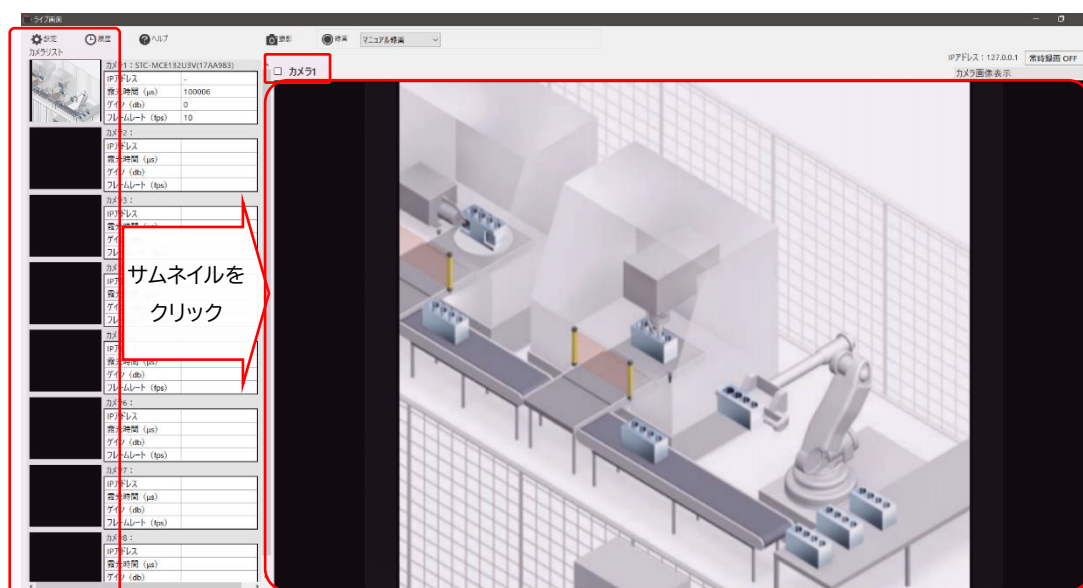 ライブ画面
設定 履歴 ヘルプ 撮影 録画 マニュアル録画
カメラリスト
IPアドレス：127.0.0.1 常時録画 OFF
カメラ画像表示
カメラ1
カメラ1：STC-MCE132U3V(17AA983)
IPアドレス -
露光時間（μs） 100006
ゲイン（db） 0
フレームレート（fps） 10
カメラ2：
IPアドレス
露光時間（μs）
ゲイン（db）
フレームレート（fps）
カメラ3：
IPアドレス
サムネイルを
クリック
ゲイン（db）
フレームレート（fps）
カメラ6：
IPアドレス
露光時間（μs）
ゲイン（db）
フレームレート（fps）
カメラ7：
IPアドレス
露光時間（μs）
ゲイン（db）
フレームレート（fps）
カメラ8：
IPアドレス
露光時間（μs）
ゲイン（db）